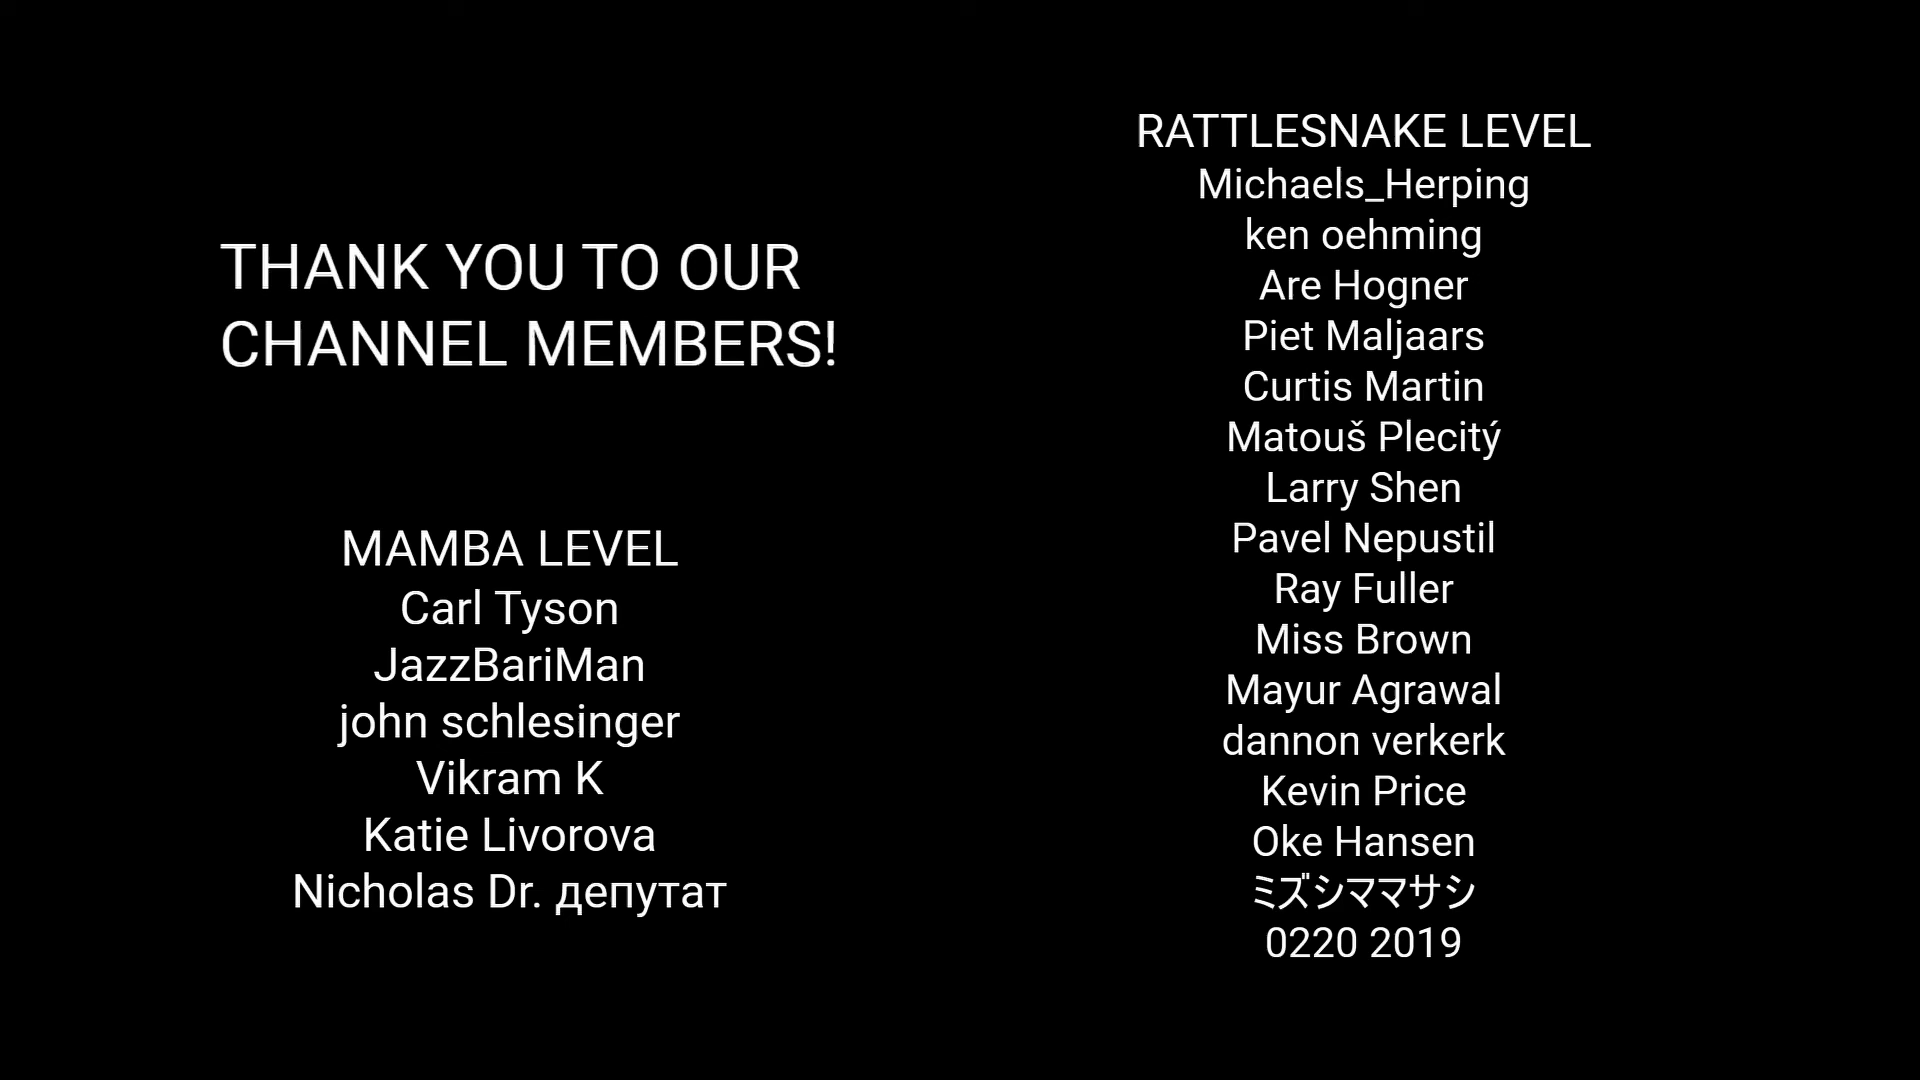 THANK YOU TO OUR
CHANNEL MEMBERS!
MAMBA LEVEL
Carl Tyson
JazzBariMan
john schlesinger
Vikram K
Katie Livorova
Nicholas Dr. депутат
RATTLESNAKE LEVEL
Michaels_Herping
ken oehming
Are Hogner
Piet Maljaars
Curtis Martin
Matouš Plecitý
Larry Shen
Pavel Nepustil
Ray Fuller
Miss Brown
Mayur Agrawal
dannon verkerk
Kevin Price
Oke Hansen
ミズシママサシ
0220 2019